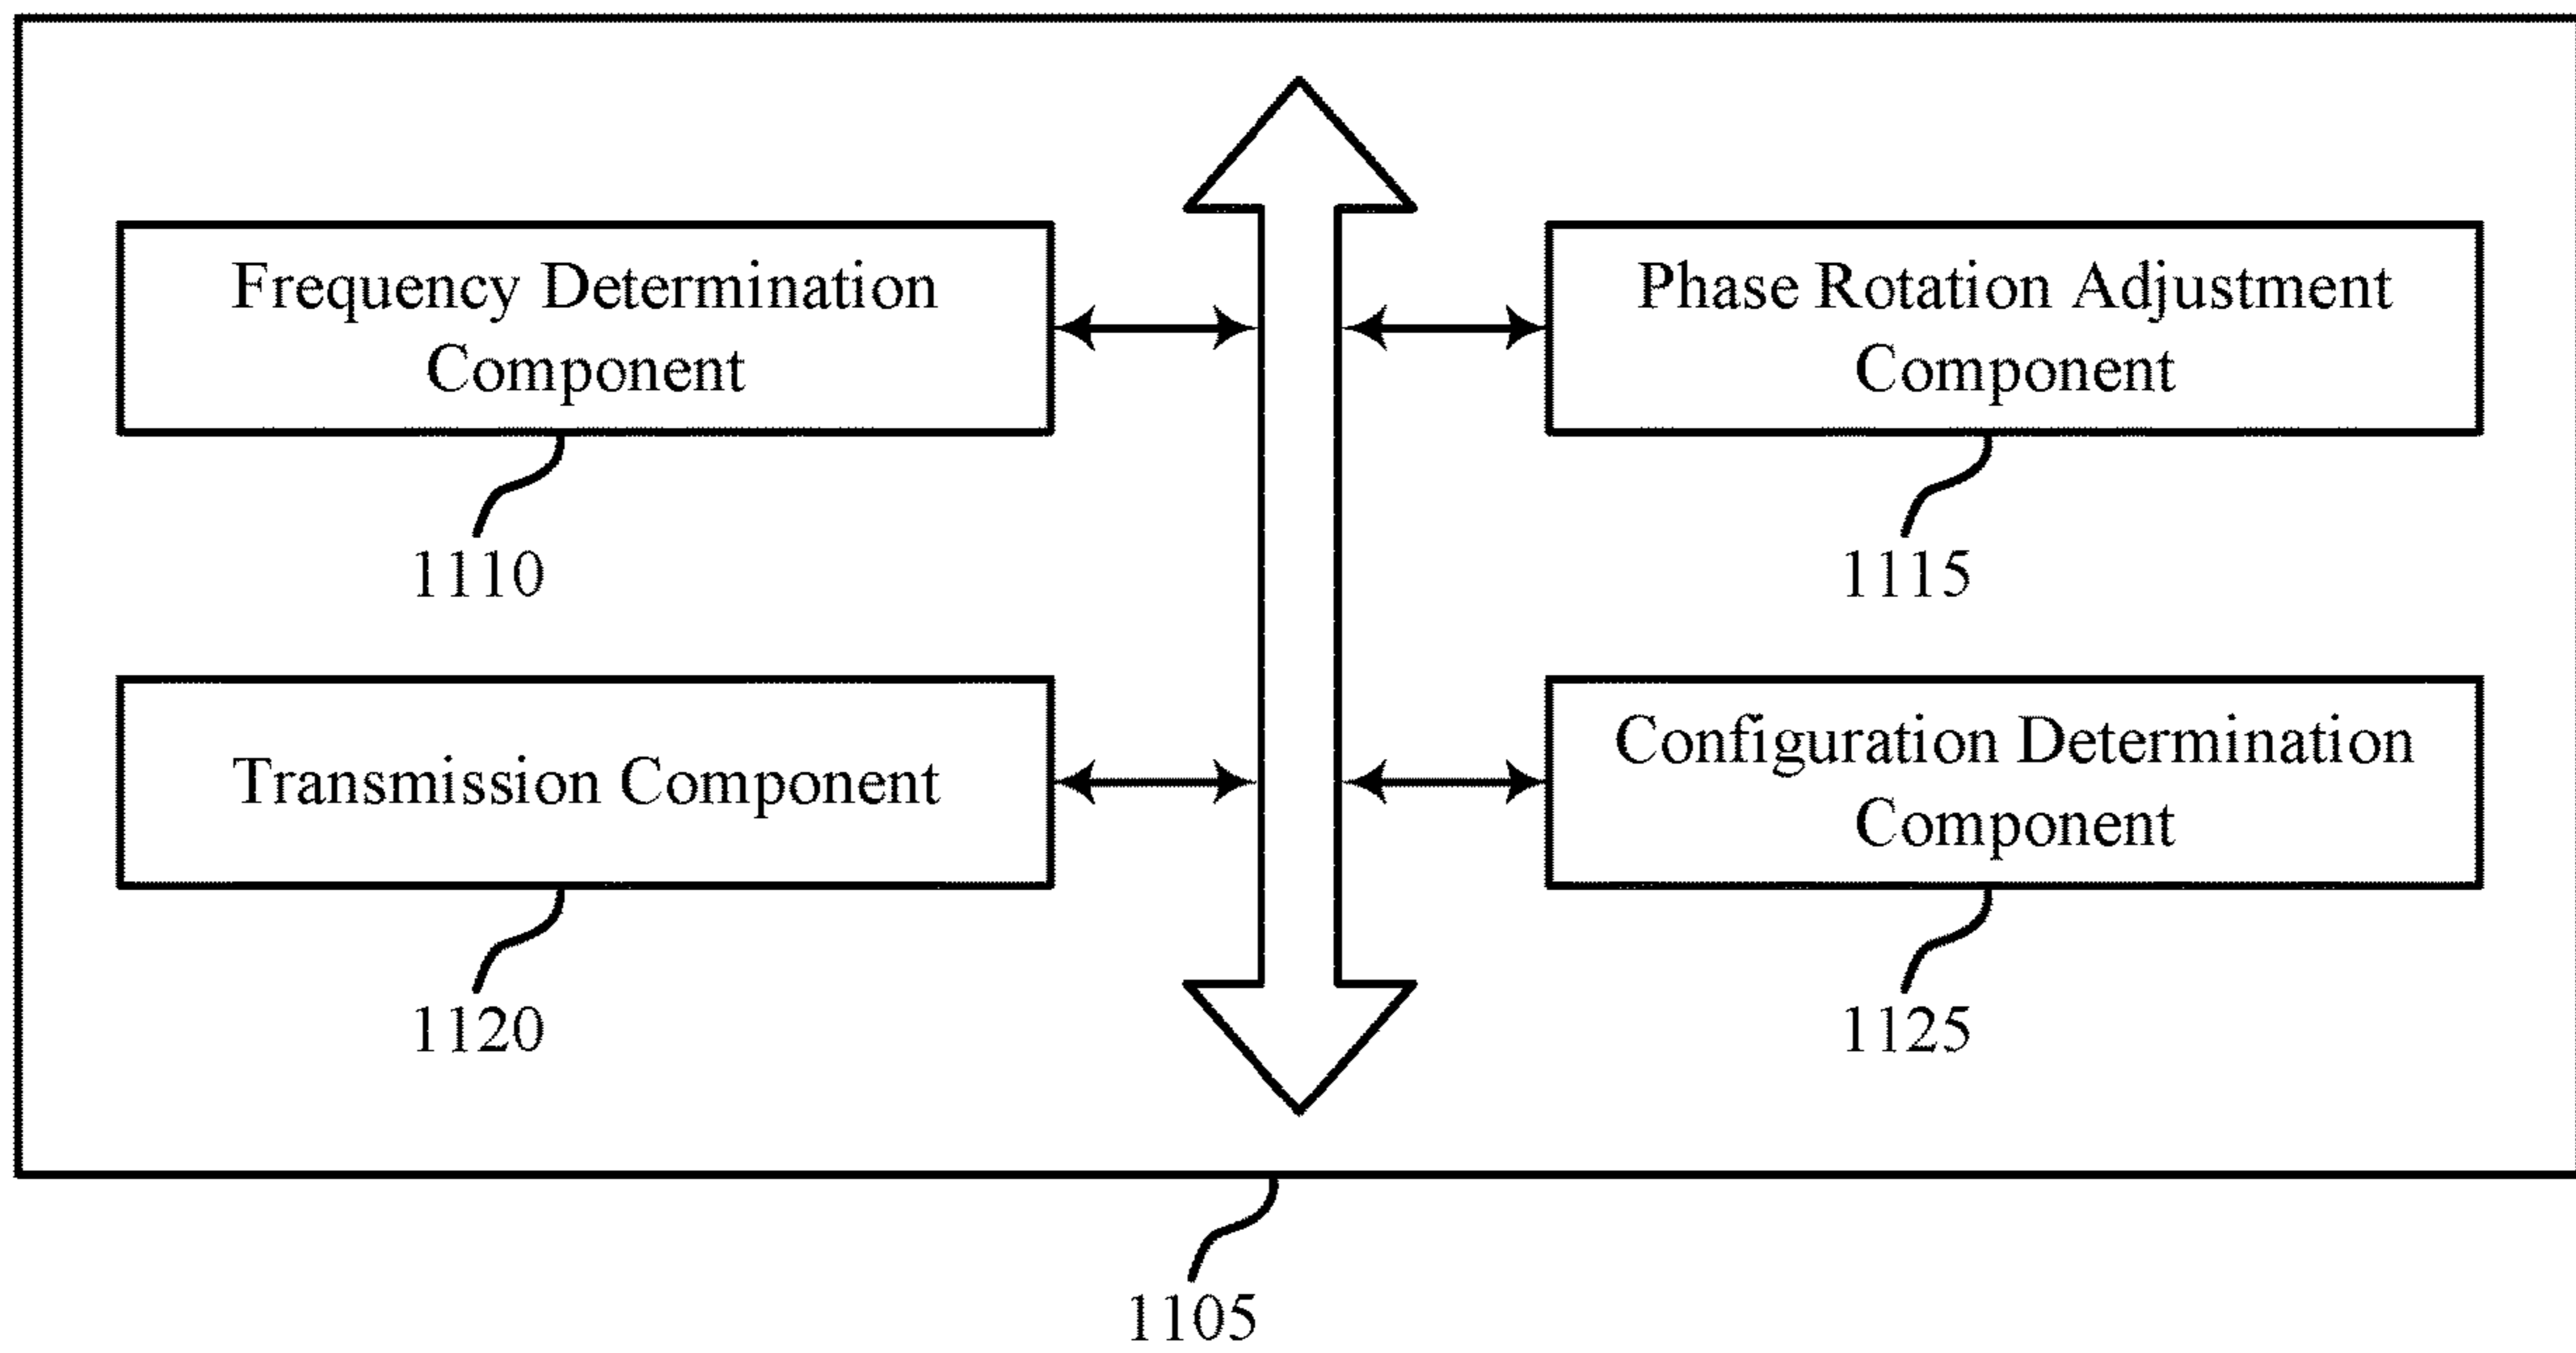 Frequency Determination
Component
1110
Phase Rotation Adjustment
Component
1115
Transmission Component
1120
Configuration Determination
Component
1125
1105